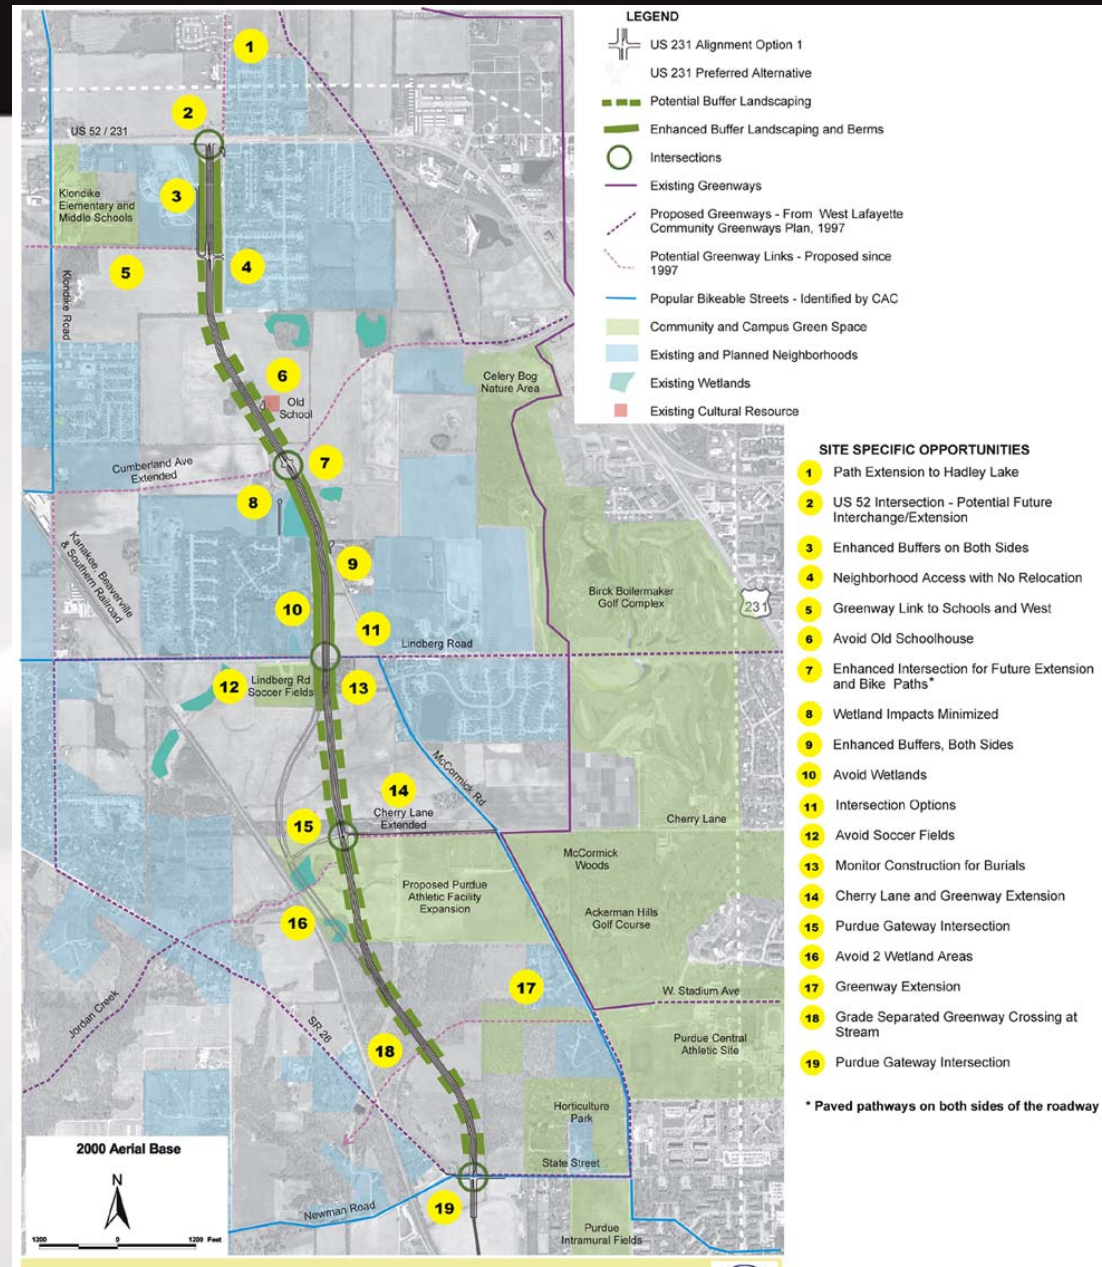 LEGEND
US 231 Alignment Option 1
US 231 Preferred Alternative
Potential Buffer Landscaping
Enhanced Buffer Landscaping and Berms
Intersections
Existing Greenways
Proposed Greenways - From West Lafayette
Community Greenways Plan, 1997
Potential Greenway Links - Proposed since
1997
Popular Bikeable Streets - Identified by CAC
Community and Campus Green Space
Existing and Planned Neighborhoods
Existing Wetlands
Existing Cultural Resource
SITE SPECIFIC OPPORTUNITIES
1 Path Extension to Hadley Lake
2 US 52 Intersection - Potential Future
Interchange/Extension
3 Enhanced Buffers on Both Sides
4 Neighborhood Access with No Relocation
5 Greenway Link to Schools and West
6 Avoid Old Schoolhouse
7 Enhanced Intersection for Future Extension
and Bike Paths*
8 Wetland Impacts Minimized
9 Enhanced Buffers, Both Sides
10 Avoid Wetlands
11 Intersection Options
12 Avoid Soccer Fields
13 Monitor Construction for Burials
14 Cherry Lane and Greenway Extension
15 Purdue Gateway Intersection
16 Avoid 2 Wetland Areas
17 Greenway Extension
18 Grade Separated Greenway Crossing at
Stream
19 Purdue Gateway Intersection
* Paved pathways on both sides of the roadway
1
2
US 52 / 231
Klondike
Elementary and
Middle Schools
3
4
5
Klondike Road
6
Old
School
Celery Bog
Nature Area
7
Cumberland Ave
Extended
8
Kanakee, Beaverville
& Southern Railroad
9
Birck Boilermaker
Golf Complex
231
10
11
Lindberg Road
12
Lindberg Rd
Soccer Fields
13
McCormick Rd
14
Cherry Lane
Extended
15
Cherry Lane
McCormick
Woods
Proposed Purdue
Athletic Facility
Expansion
Ackerman Hills
Golf Course
16
17
W. Stadium Ave
Jordan Creek
SR 26
18
Purdue Central
Athletic Site
Horticulture
Park
State Street
19
Newman Road
Purdue
Intramural Fields
2000 Aerial Base
N
1200 0 1200 Feet